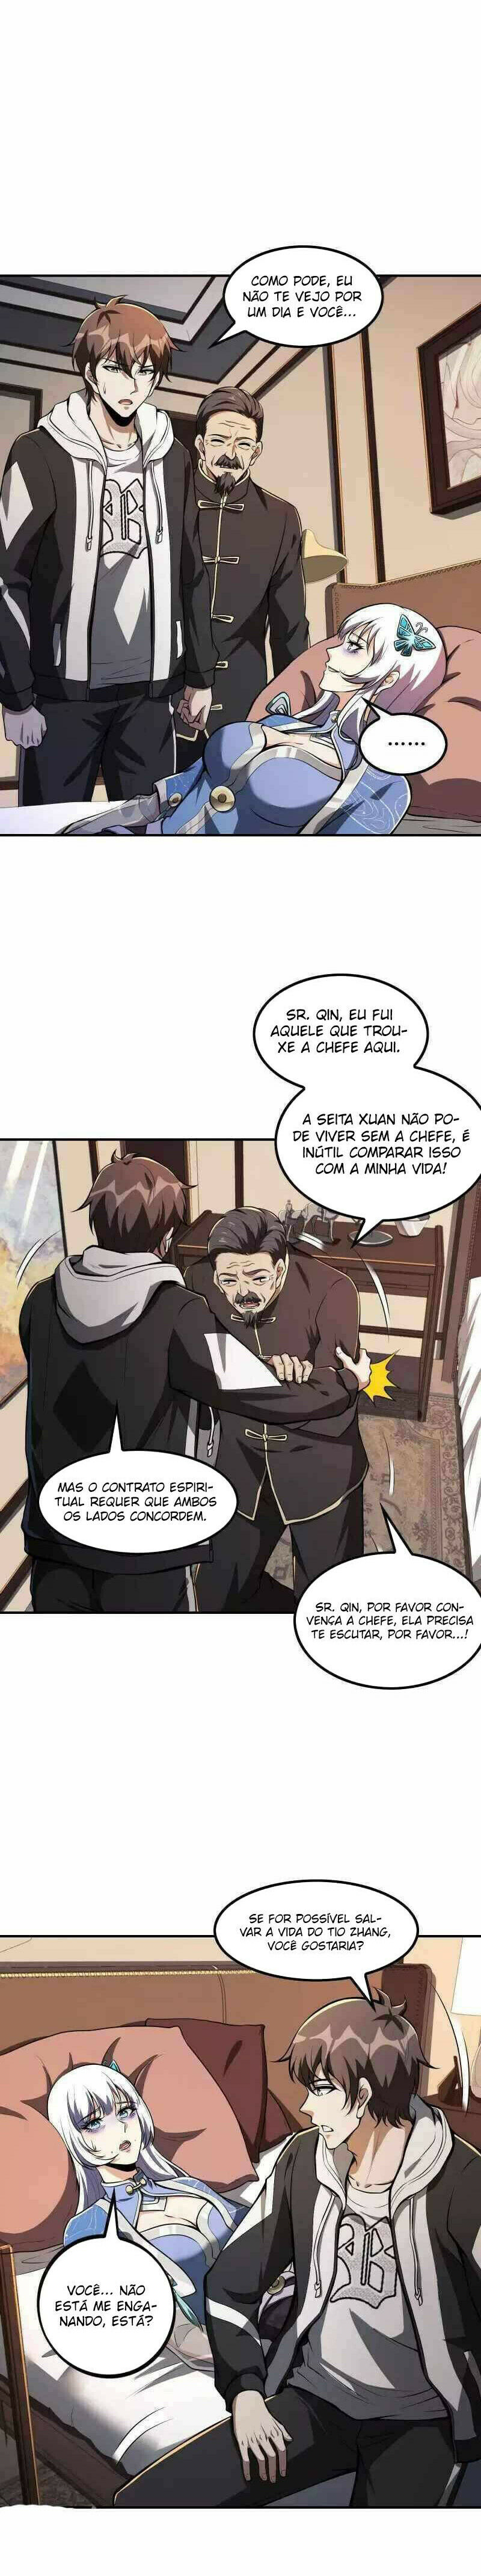 COMO PODE, EU
NÃO TE VEJO POR
UM DIA E VOCÊ...
......
SR. QIN, EU FUI
AQUELE QUE TROU-
XE A CHEFE AQUI.
A SEITA XUAN NÃO PO-
DE VIVER SEM A CHEFE, É
INÚTIL COMPARAR ISSO
COM A MINHA VIDA!
MAS O CONTRATO ESPIRI-
TUAL REQUER QUE AMBOS
OS LADOS CONCORDEM.
SR. QIN, POR FAVOR CON-
VENÇA A CHEFE, ELA PRECISA
TE ESCUTAR, POR FAVOR...!
SE FOR POSSÍVEL SAL-
VAR A VIDA DO TIO ZHANG,
VOCÊ GOSTARIA?
VOCÊ... NÃO
ESTÁ ME ENGA-
NANDO, ESTÁ?